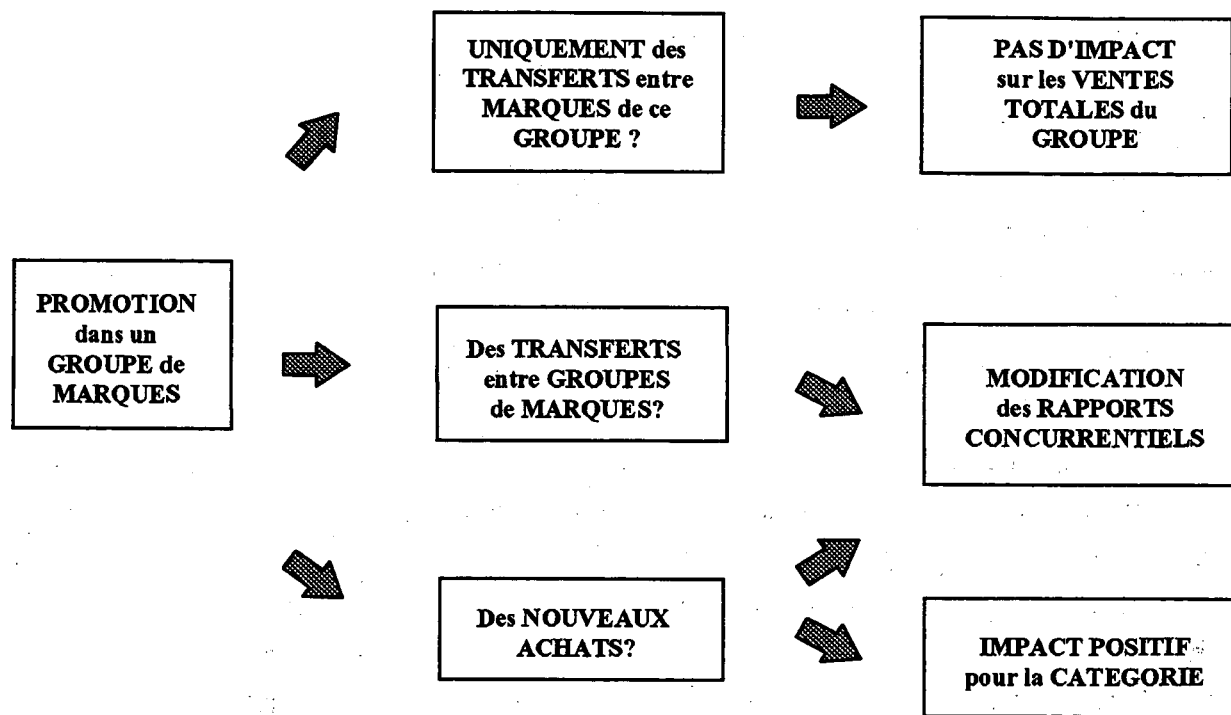 UNIQUEMENT des
TRANSFERTS entre
MARQUES de ce
GROUPE ?
PAS D'IMPACT
sur les VENTES
TOTALES du
GROUPE
PROMOTION
dans un
GROUPE de
MARQUES
Des TRANSFERTS
entre GROUPES
de MARQUES?
MODIFICATION
des RAPPORTS
CONCURRENTIELS
Des NOUVEAUX
ACHATS?
IMPACT POSITIF
pour la CATEGORIE